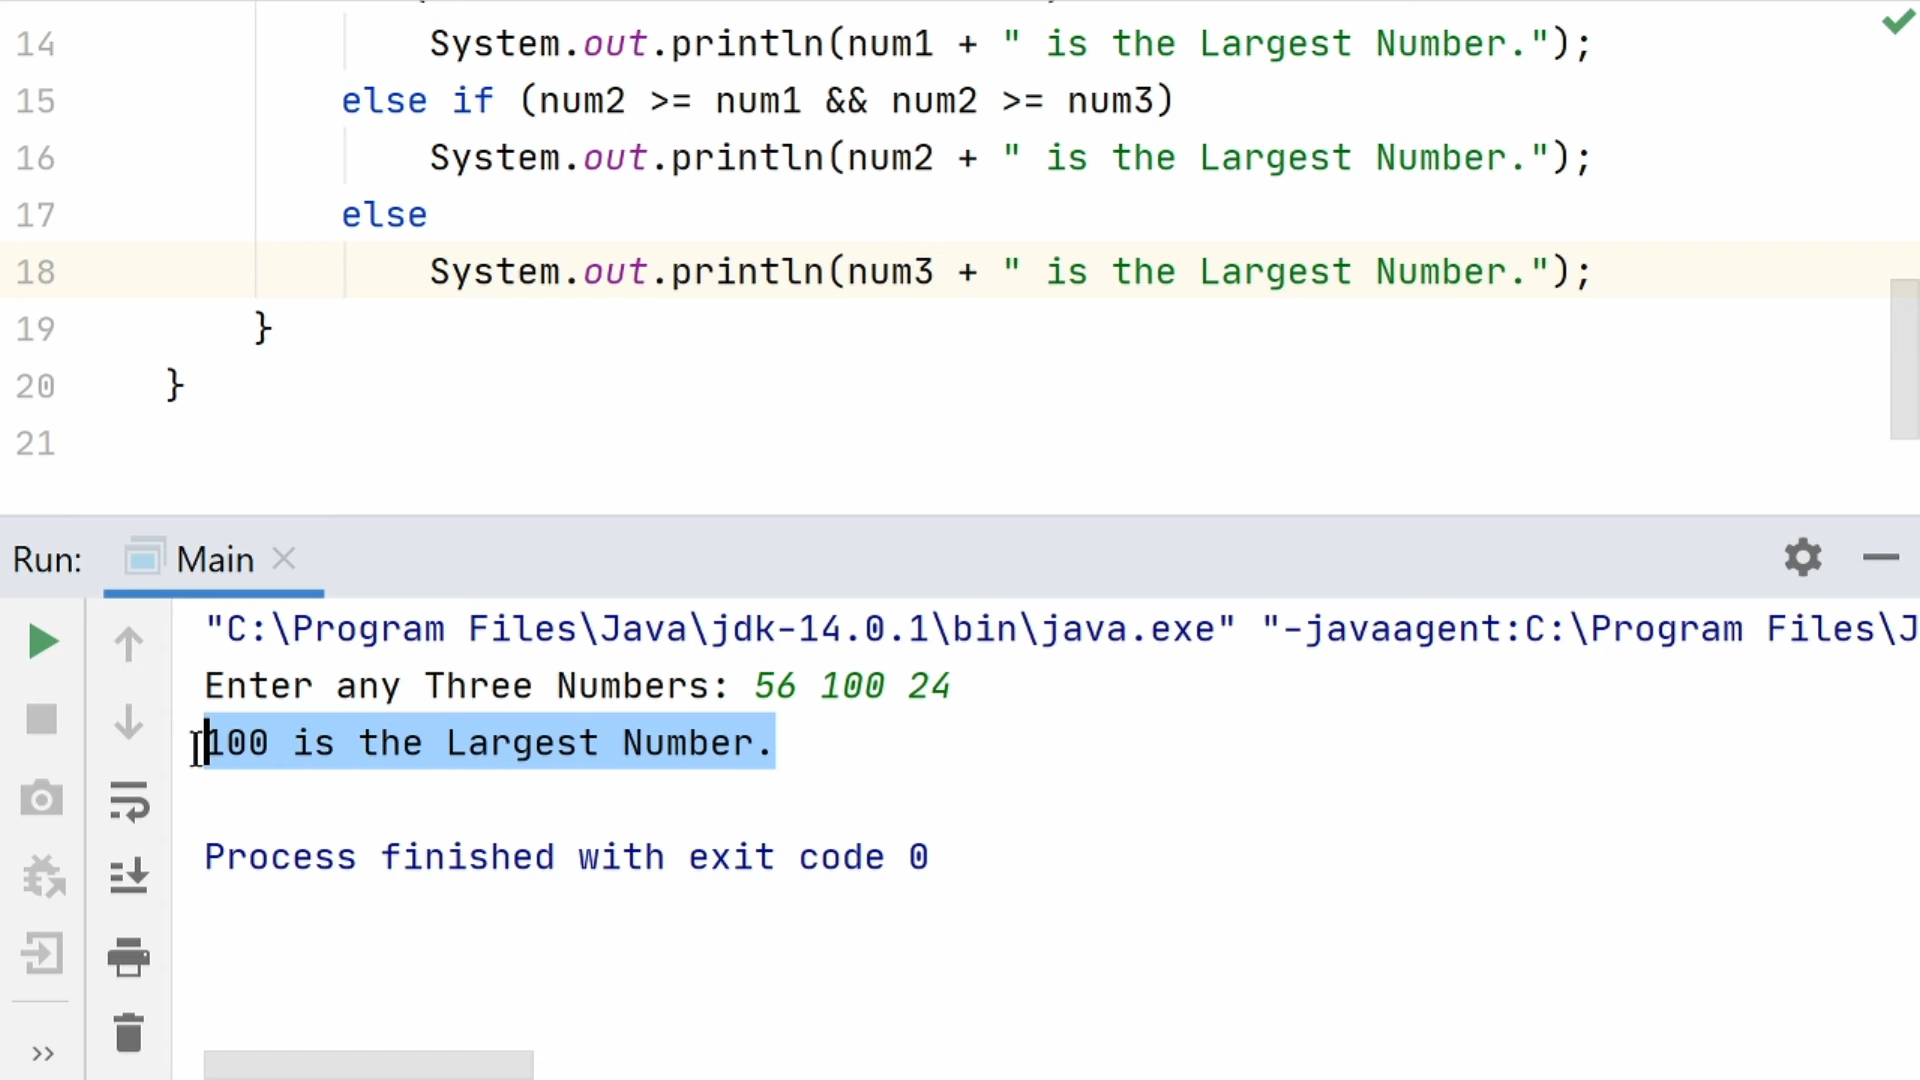 14 System.out.println(num1 + " is the Largest Number.");
15 else if (num2 >= num1 && num2 >= num3)
16 System.out.println(num2 + " is the Largest Number.");
17 else
18 System.out.println(num3 + " is the Largest Number.");
19 }
20 }
21
Run: Main
"C:\Program Files\Java\jdk-14.0.1\bin\java.exe" "-javaagent:C:\Program Files\J
Enter any Three Numbers: 56 100 24
100 is the Largest Number.
Process finished with exit code 0